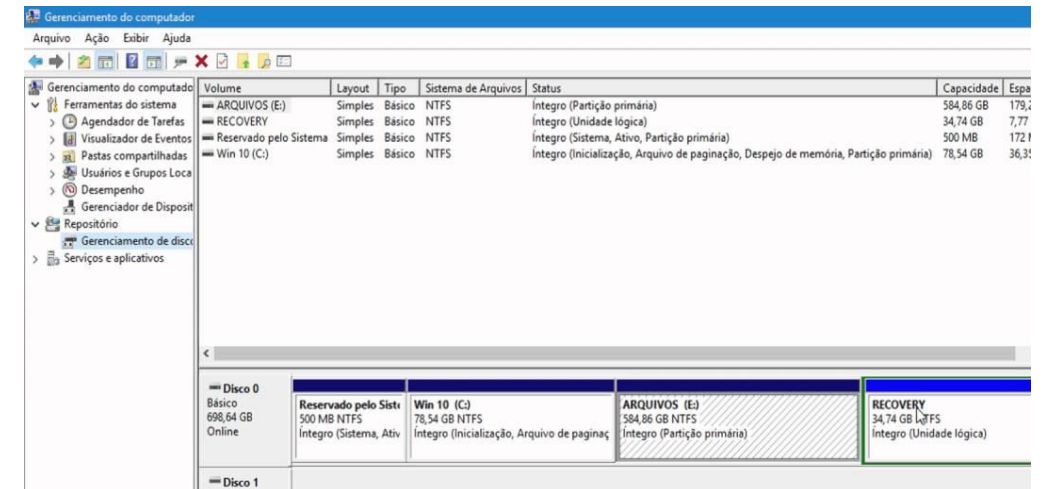 Gerenciamento do computador
Arquivo Ação Exibir Ajuda
Gerenciamento do computado
Ferramentas do sistema
Agendador de Tarefas
Visualizador de Eventos
Pastas compartilhadas
Usuários e Grupos Loca
Desempenho
Gerenciador de Disposit
Repositório
Gerenciamento de disco
Serviços e aplicativos
Volume Layout Tipo Sistema de Arquivos Status Capacidade Espa
ARQUIVOS (E:) Simples Básico NTFS Íntegro (Partição primária) 584,86 GB 179,2
RECOVERY Simples Básico NTFS Íntegro (Unidade lógica) 34,74 GB 7,77
Reservado pelo Sistema Simples Básico NTFS Íntegro (Sistema, Ativo, Partição primária) 500 MB 172
Win 10 (C:) Simples Básico NTFS Íntegro (Inicialização, Arquivo de paginação, Despejo de memória, Partição primária) 78,54 GB 36,35
Disco 0
Básico
698,64 GB
Online
Reservado pelo Siste
500 MB NTFS
Íntegro (Sistema, Ativ
Win 10 (C:)
78,54 GB NTFS
Íntegro (Inicialização, Arquivo de paginaç
ARQUIVOS (E:)
584,86 GB NTFS
Íntegro (Partição primária)
RECOVERY
34,74 GB NTFS
Íntegro (Unidade lógica)
Disco 1